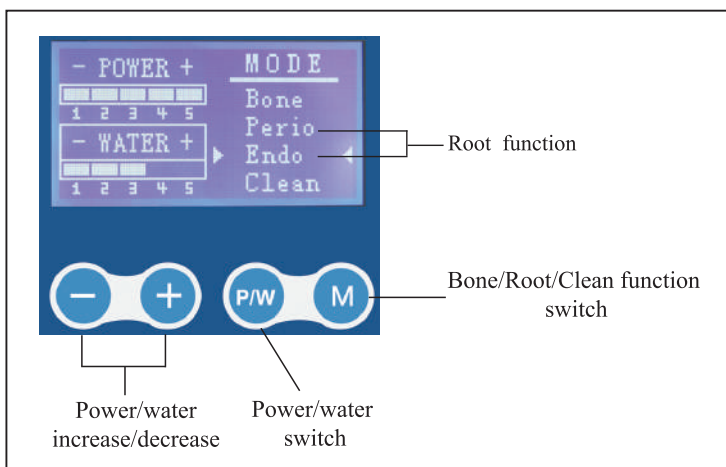 - POWER +
1 2 3 4 5
- WATER +
1 2 3 4 5
MODE
Bone
Perio
Endo
Clean
Root function
− +
P/W M
Bone/Root/Clean function
switch
Power/water
increase/decrease
Power/water
switch